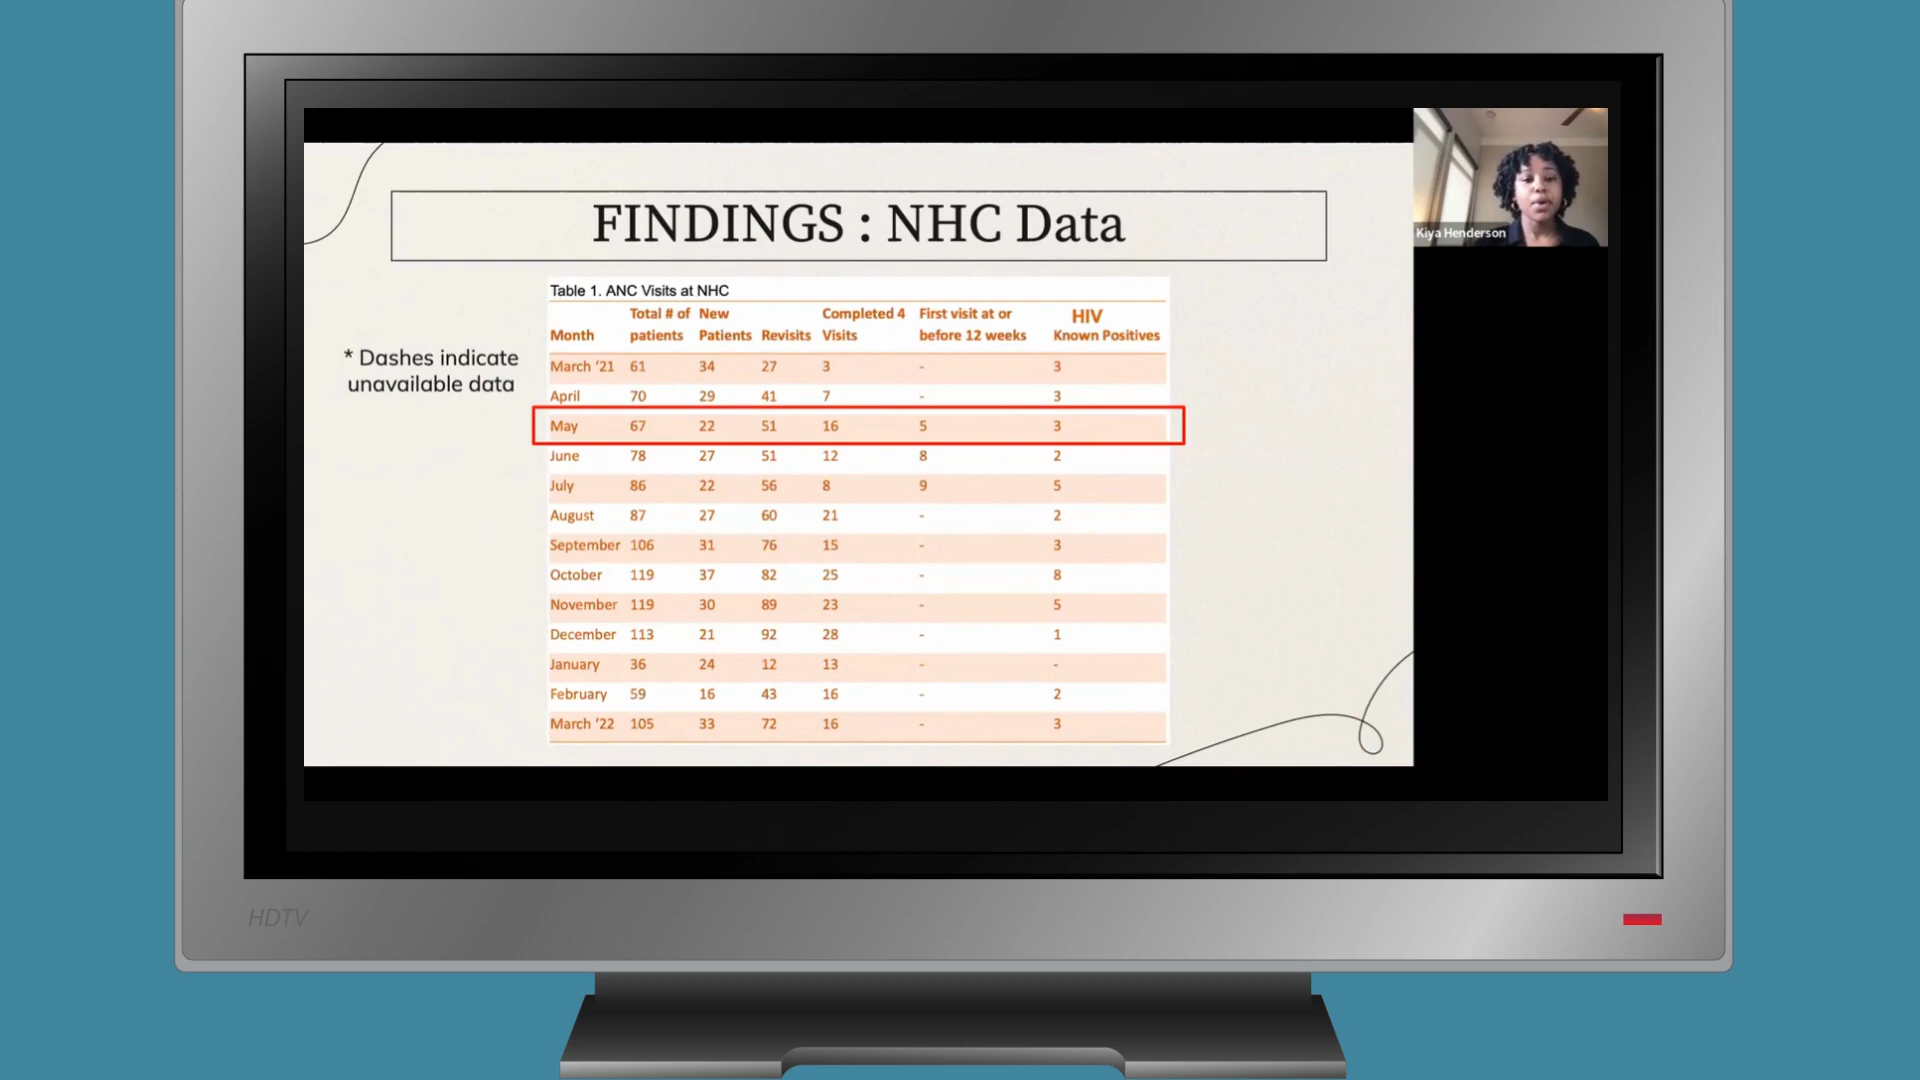 FINDINGS : NHC Data
Kiya Henderson
* Dashes indicate
unavailable data
Table 1. ANC Visits at NHC
Total # of New Completed 4 First visit at or HIV
Month patients Patients Revisits Visits before 12 weeks Known Positives
March ‘21 61 34 27 3 - 3
April 70 29 41 7 - 3
May 67 22 51 16 5 3
June 78 27 51 12 8 2
July 86 22 56 8 9 5
August 87 27 60 21 - 2
September 106 31 76 15 - 3
October 119 37 82 25 - 8
November 119 30 89 23 - 5
December 113 21 92 28 - 1
January 36 24 12 13 - -
February 59 16 43 16 - 2
March ‘22 105 33 72 16 - 3
HDTV